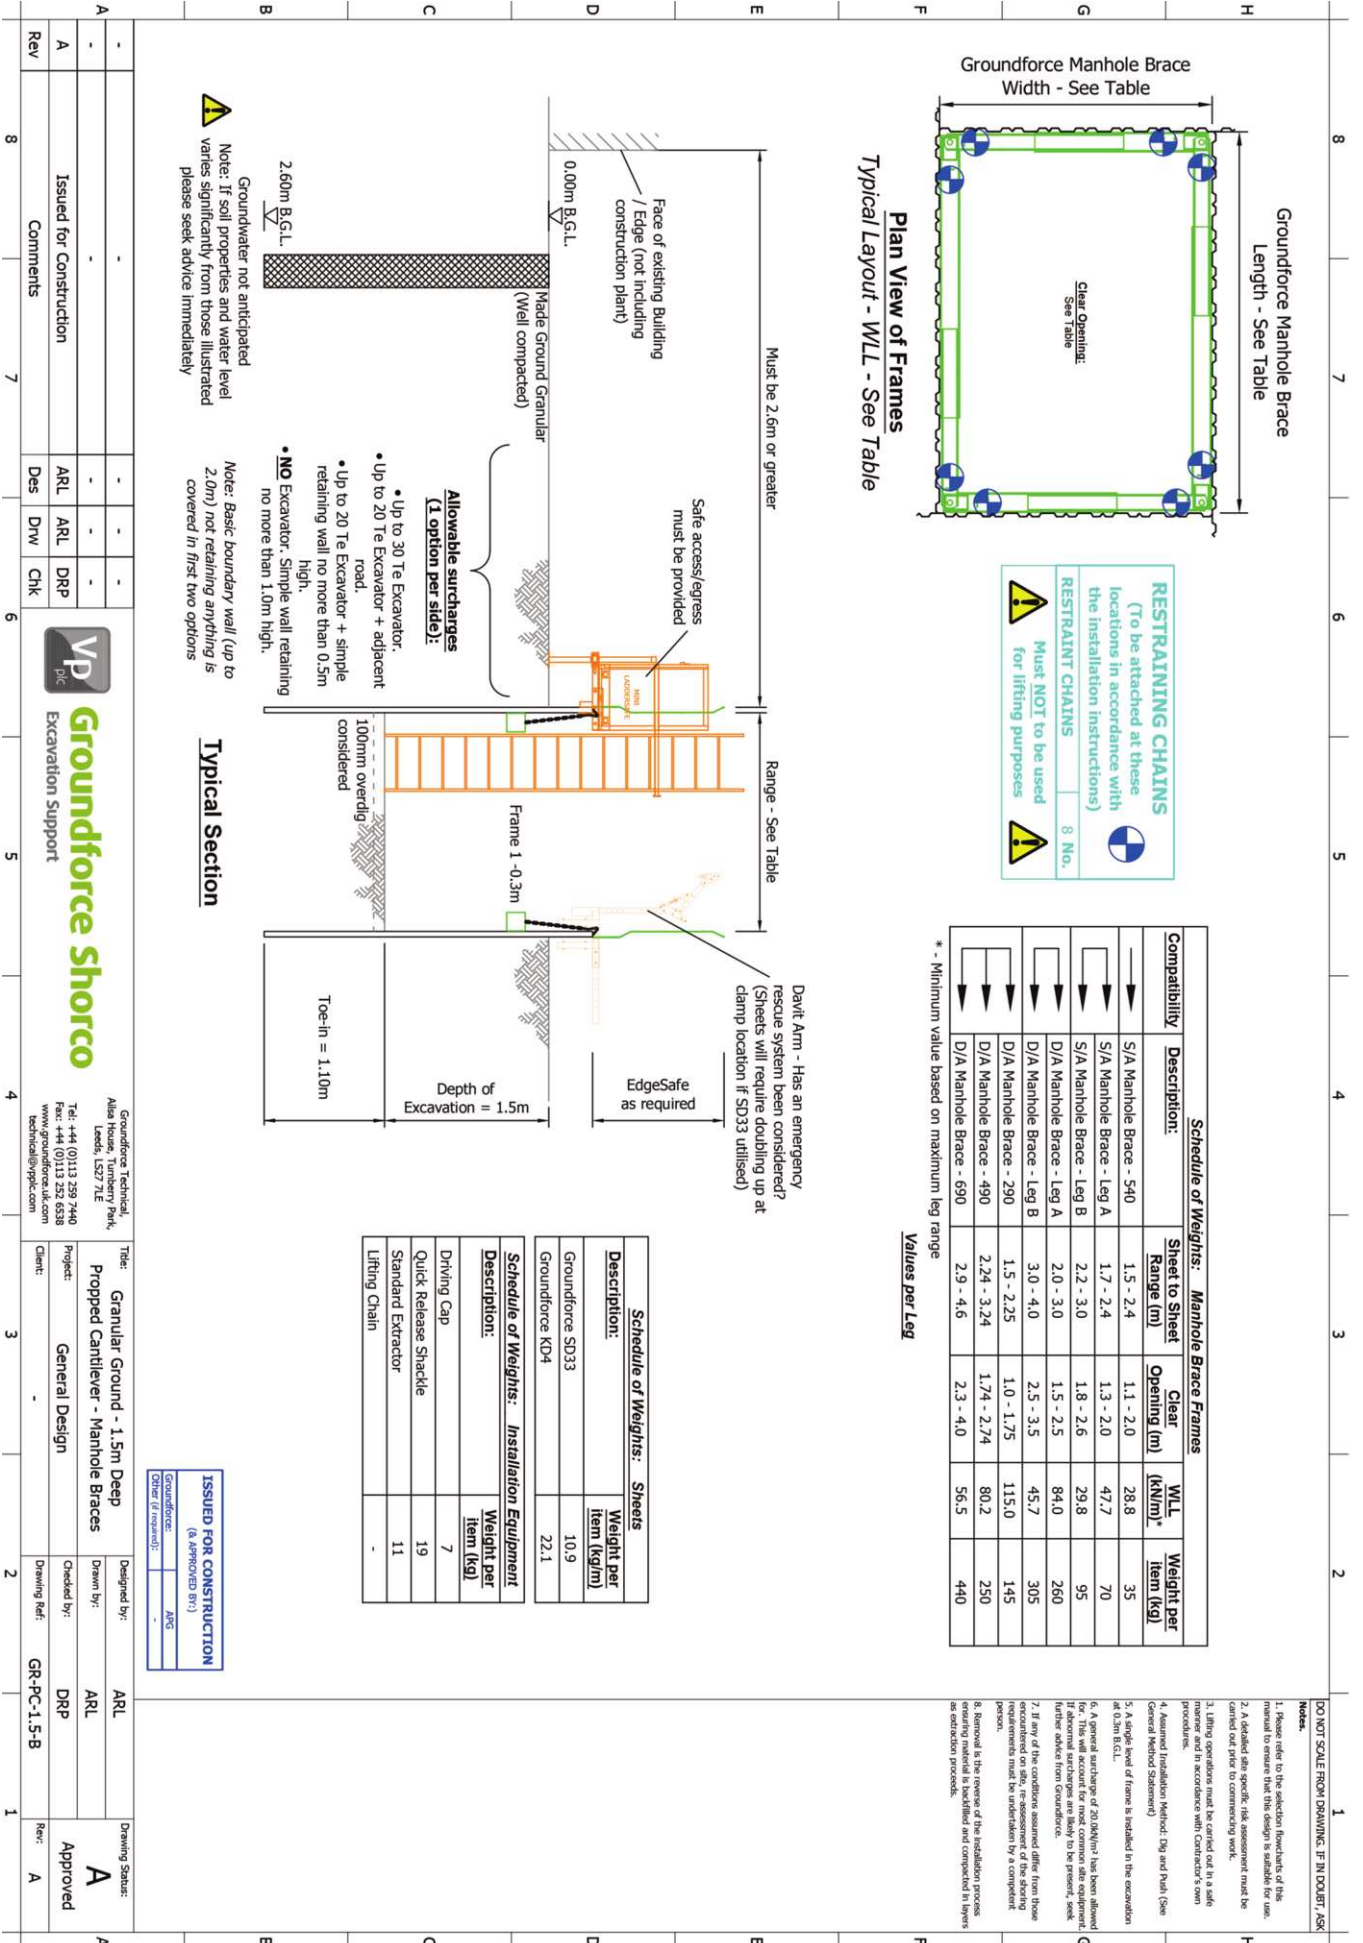 DO NOT SCALE FROM DRAWING. IF IN DOUBT, ASK
Notes.
1. Please refer to the selection flowcharts of this
manual to ensure that this design is suitable for use.
2. A detailed site specific risk assessment must be
carried out prior to commencing work.
3. Lifting operations must be carried out in a safe
manner and in accordance with Contractor's own
procedures.
4. Assumed Installation Method: Dig and Push (See
General Method Statement)
5. A single level of frame is installed in the excavation
at 0.3m B.G.L.
6. A general surcharge of 20.0kN/m² has been allowed
for. This will account for most common site equipment.
If abnormal surcharges are likely to be present, seek
further advice from Groundforce.
7. If any of the conditions assumed differ from those
encountered on site, re-assessment of the shoring
requirements must be undertaken by a competent
person.
8. Removal is the reverse of the installation process
ensuring material is backfilled and compacted in layers
as extraction proceeds.
8 7 6 5 4 3 2 1
H G F E D C B A
Groundforce Manhole Brace
Length - See Table
Groundforce Manhole Brace
Width - See Table
Clear Opening:
See Table
Plan View of Frames
Typical Layout - WLL - See Table
RESTRAINING CHAINS
(To be attached at these
locations in accordance with
the installation instructions)
RESTRAINT CHAINS 8 No.
Must NOT to be used
for lifting purposes
Schedule of Weights: Manhole Brace Frames
Compatibility Description: Sheet to Sheet Range (m) Clear Opening (m) WLL (kN/m)* Weight per item (kg)
S/A Manhole Brace - 540 1.5 - 2.4 1.1 - 2.0 28.8 35
S/A Manhole Brace - Leg A 1.7 - 2.4 1.3 - 2.0 47.7 70
S/A Manhole Brace - Leg B 2.2 - 3.0 1.8 - 2.6 29.8 95
D/A Manhole Brace - Leg A 2.0 - 3.0 1.5 - 2.5 84.0 260
D/A Manhole Brace - Leg B 3.0 - 4.0 2.5 - 3.5 45.7 305
D/A Manhole Brace - 290 1.5 - 2.25 1.0 - 1.75 115.0 145
D/A Manhole Brace - 490 2.24 - 3.24 1.74 - 2.74 80.2 250
D/A Manhole Brace - 690 2.9 - 4.6 2.3 - 4.0 56.5 440
* - Minimum value based on maximum leg range
Values per Leg
Must be 2.6m or greater
Range - See Table
Face of existing Building
/ Edge (not including
construction plant)
0.00m B.G.L.
Made Ground Granular
(Well compacted)
2.60m B.G.L.
Groundwater not anticipated
Note: If soil properties and water level
varies significantly from those illustrated
please seek advice immediately
Safe access/egress
must be provided
MINI
LADDERSAFE
Allowable surcharges
(1 option per side):
• Up to 30 Te Excavator.
• Up to 20 Te Excavator + adjacent
road.
• Up to 20 Te Excavator + simple
retaining wall no more than 0.5m
high.
• NO Excavator. Simple wall retaining
no more than 1.0m high.
Note: Basic boundary wall (up to
2.0m) not retaining anything is
covered in first two options
Frame 1 -0.3m
100mm overdig
considered
Typical Section
Davit Arm - Has an emergency
rescue system been considered?
(Sheets will require doubling up at
clamp location if SD33 utilised)
EdgeSafe
as required
Depth of
Excavation = 1.5m
Toe-in = 1.10m
Schedule of Weights: Sheets
Description: Weight per item (kg/m)
Groundforce SD33 10.9
Groundforce KD4 22.1
Schedule of Weights: Installation Equipment
Description: Weight per item (kg)
Driving Cap 7
Quick Release Shackle 19
Standard Extractor 11
Lifting Chain -
ISSUED FOR CONSTRUCTION
(& APPROVED BY:)
Groundforce: APG
Other (if required): -
- - - - -
- - - - -
A Issued for Construction ARL ARL DRP
Rev Comments Des Drw Chk
Vp
plc
Groundforce Shorco
Excavation Support
Groundforce Technical,
Ailsa House, Turnberry Park,
Leeds, LS27 7LE
Tel: +44 (0)113 259 7440
Fax: +44 (0)113 252 6538
www.groundforce.uk.com
technical@vpplc.com
Title: Granular Ground - 1.5m Deep
Propped Cantilever - Manhole Braces
Project: General Design
Client: -
Designed by: ARL
Drawn by: ARL
Checked by: DRP
Drawing Ref: GR-PC-1.5-B
Drawing Status:
A
Approved
Rev: A
8 7 6 5 4 3 2 1
H G F E D C B A